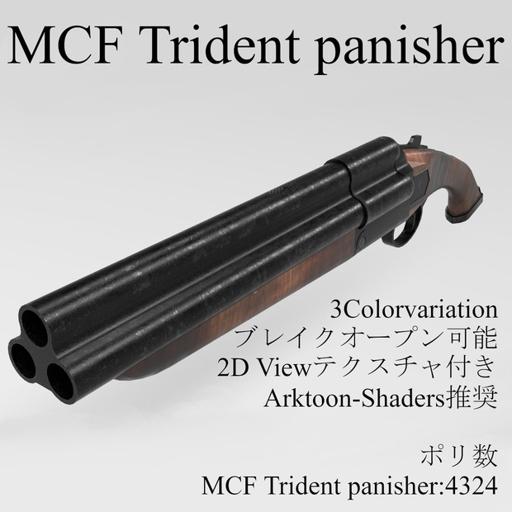 MCF Trident panisher
3Colorvariation
ブレイクオープン可能
2D Viewテクスチャ付き
Arktoon-Shaders推奨
ポリ数
MCF Trident panisher:4324